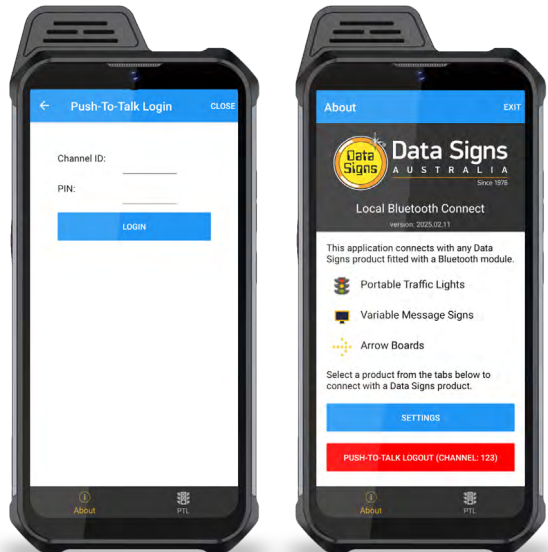 Push-To-Talk Login
CLOSE
Channel ID:
PIN:
LOGIN
About
PTL
About
EXIT
Data
Signs
Data Signs
AUSTRALIA
Since 1976
Local Bluetooth Connect
version: 2025.02.11
This application connects with any Data
Signs product fitted with a Bluetooth module.
Portable Traffic Lights
Variable Message Signs
Arrow Boards
Select a product from the tabs below to
connect with a Data Signs product.
SETTINGS
PUSH-TO-TALK LOGOUT (CHANNEL: 123)
About
PTL